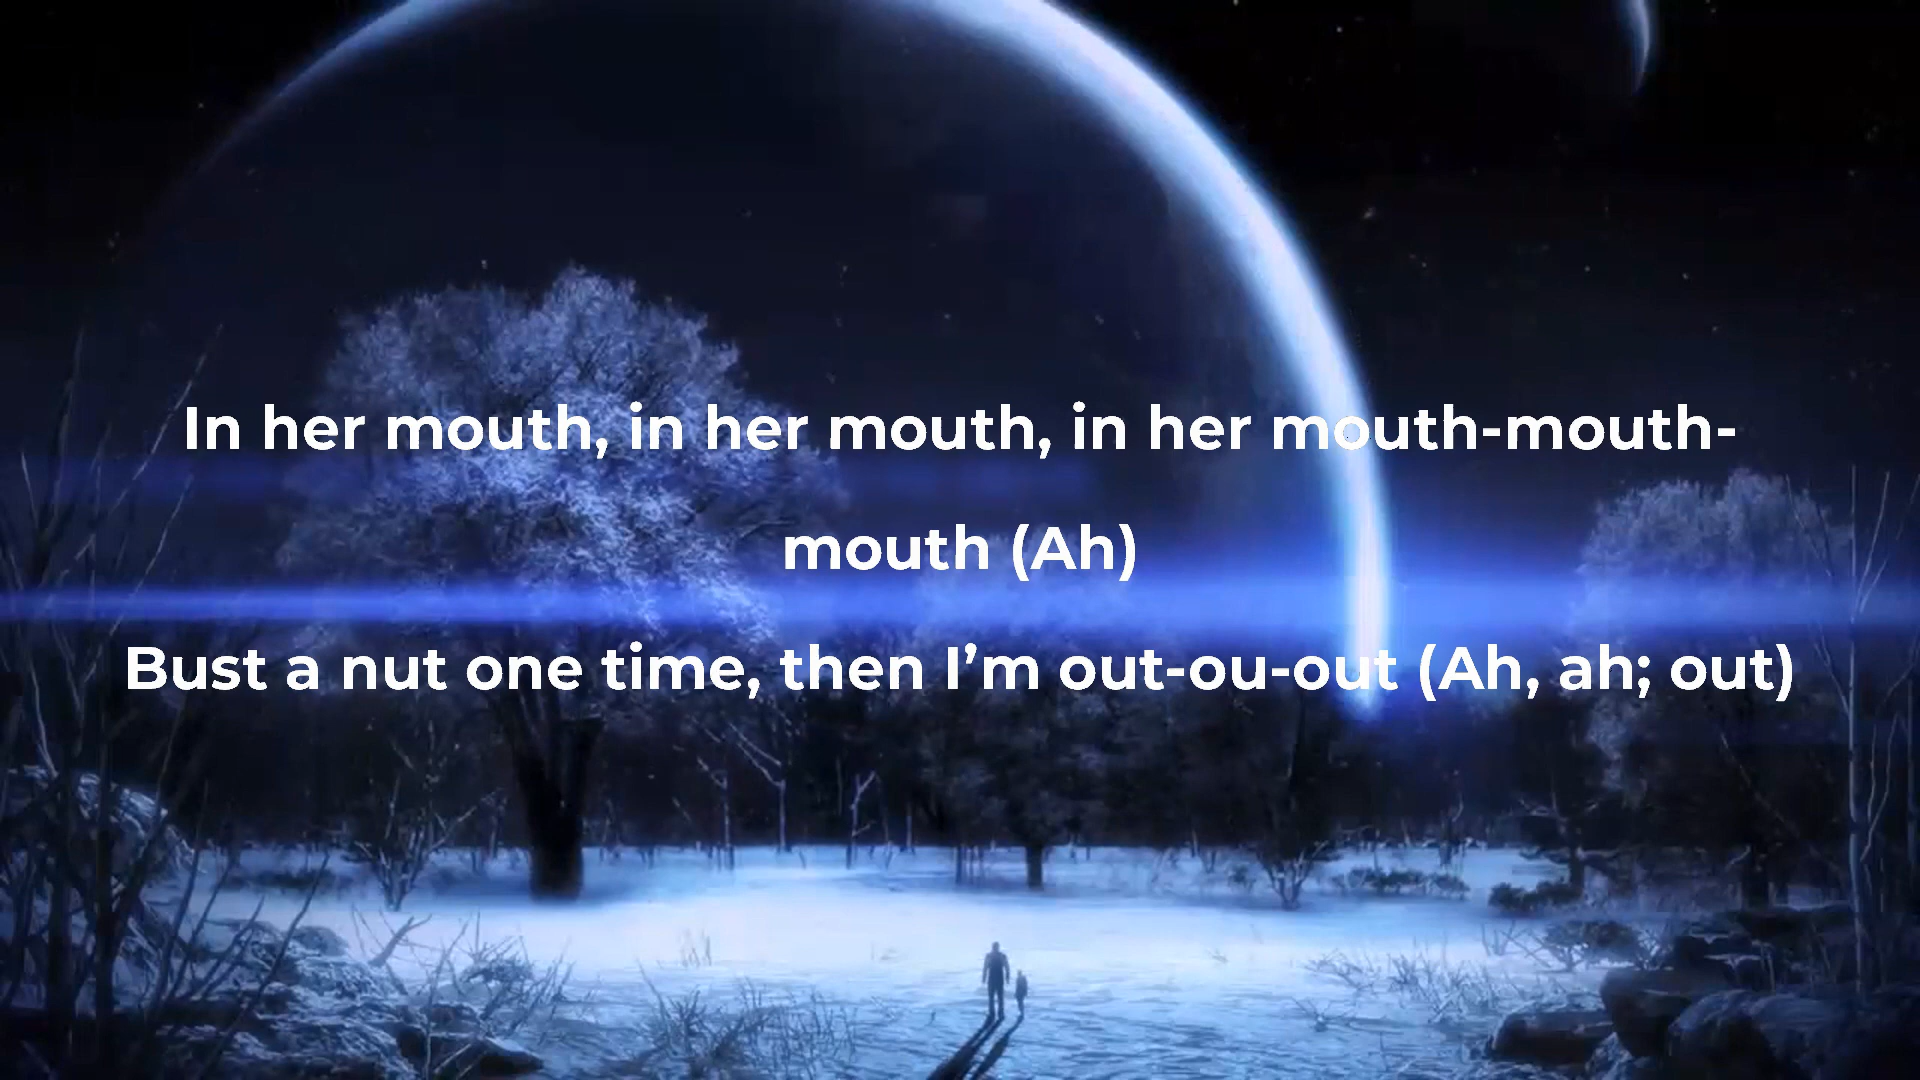 In her mouth, in her mouth, in her mouth-mouth-
mouth (Ah)
Bust a nut one time, then I’m out-ou-out (Ah, ah; out)